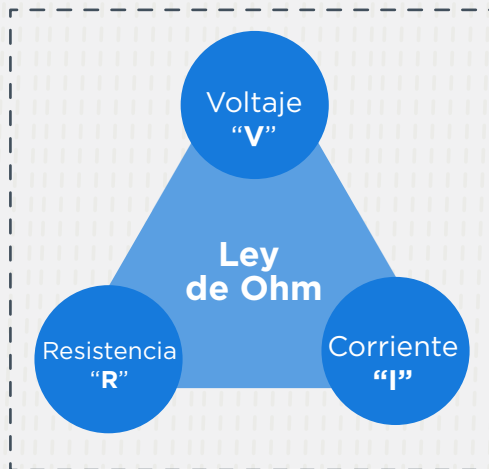 Voltaje
“V”
Ley
de Ohm
Resistencia
“R”
Corriente
“I”